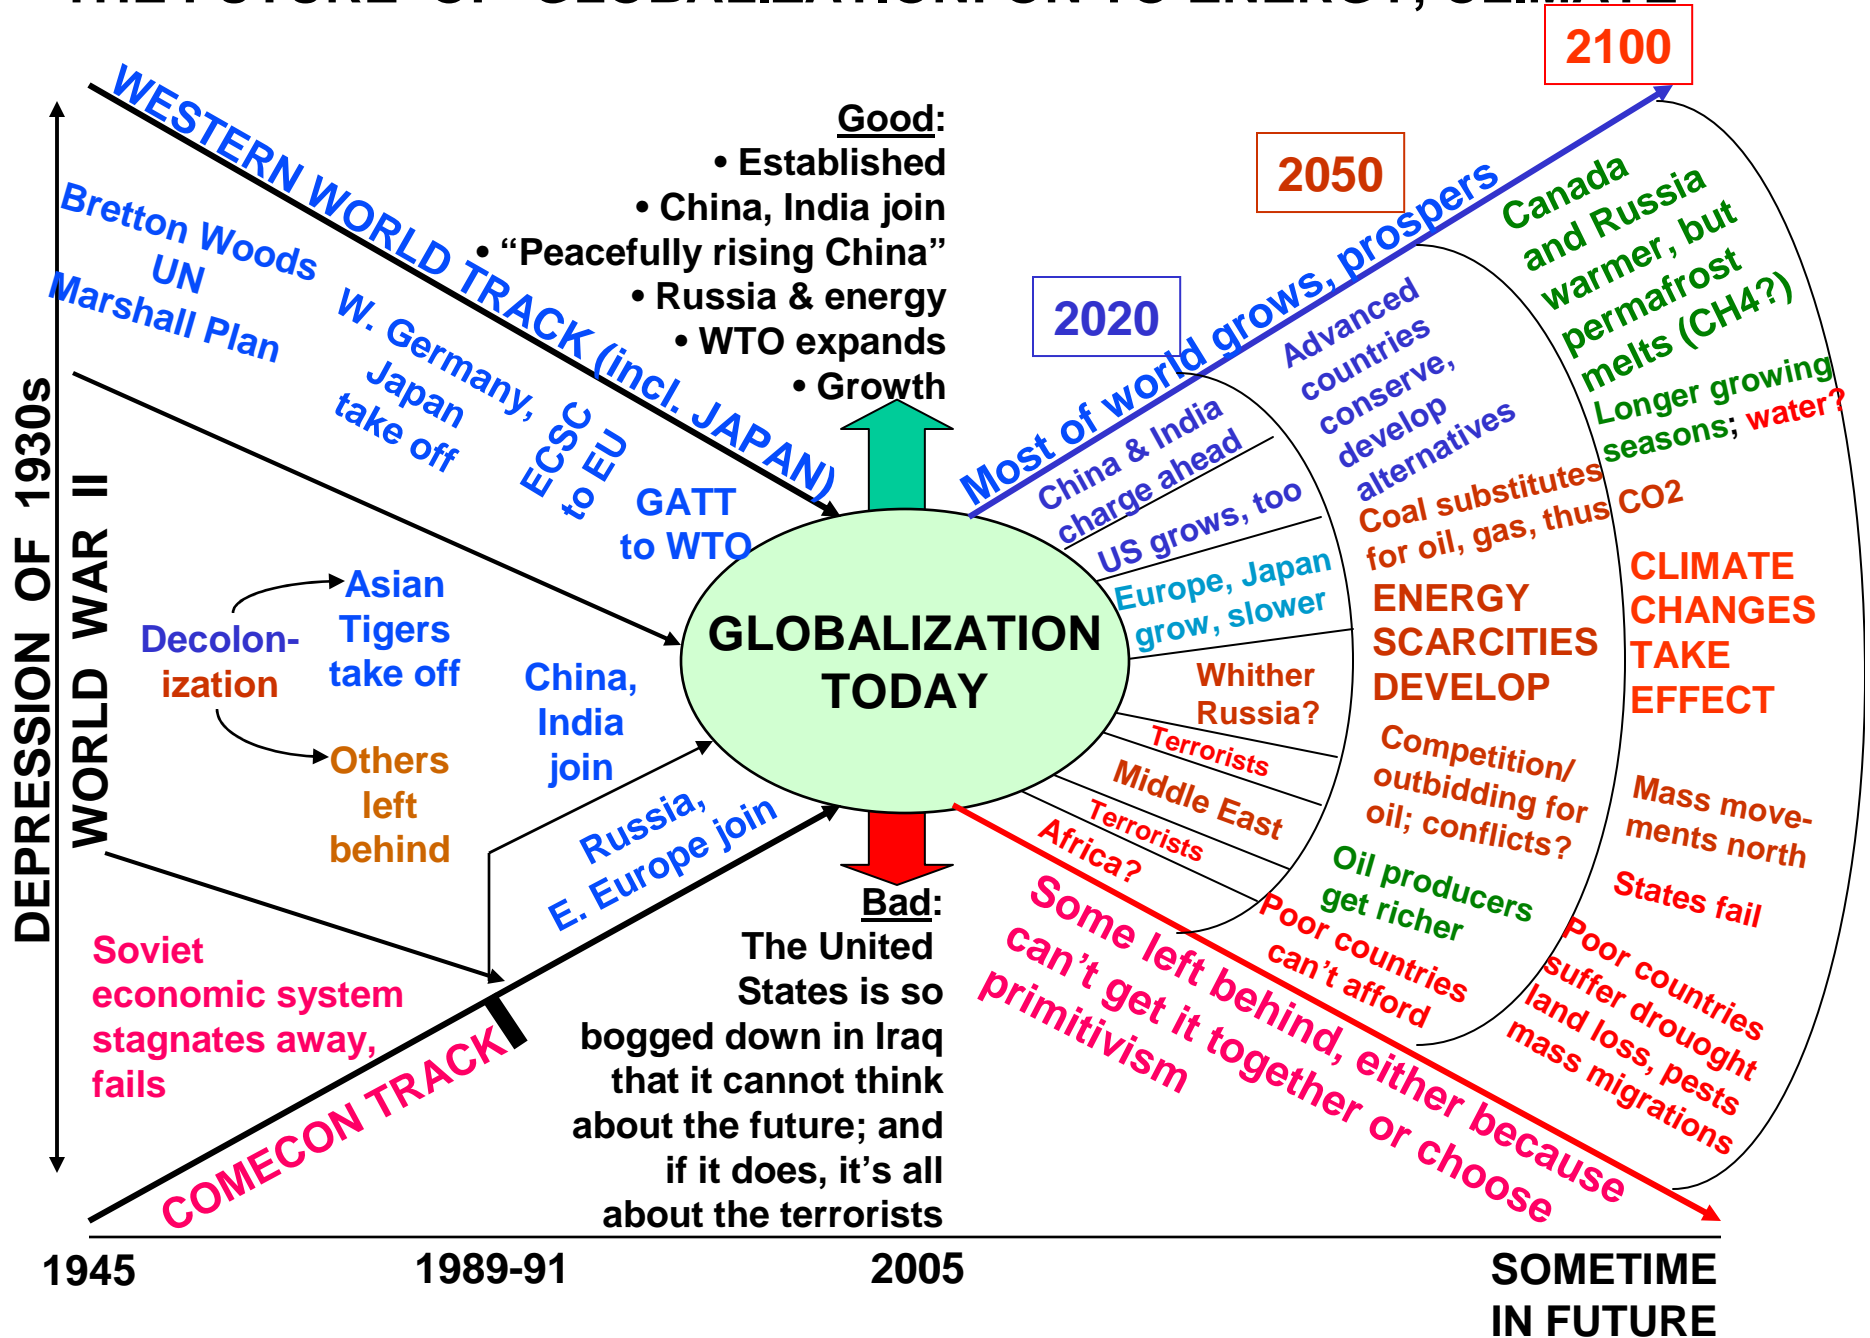 THE FUTURE OF GLOBALIZATION: ON TO ENERGY, CLIMATE
2100
2050
2020
WESTERN WORLD TRACK (incl. JAPAN)
Bretton Woods
UN
Marshall Plan
W. Germany,
Japan
take off
ECSC
to EU
GATT
to WTO
Good:
• Established
• China, India join
• “Peacefully rising China”
• Russia & energy
• WTO expands
• Growth
DEPRESSION OF 1930s
WORLD WAR II
Decolon-
ization
Asian
Tigers
take off
Others
left
behind
China,
India
join
Russia,
E. Europe join
Soviet
economic system
stagnates away,
fails
COMECON TRACK
GLOBALIZATION
TODAY
Bad:
The United
States is so
bogged down in Iraq
that it cannot think
about the future; and
if it does, it’s all
about the terrorists
Most of world grows, prospers
China & India
charge ahead
US grows, too
Europe, Japan
grow, slower
Whither
Russia?
Terrorists
Middle East
Terrorists
Africa?
Some left behind, either because
can’t get it together or choose
primitivism
Advanced
countries
conserve,
develop
alternatives
Coal substitutes
for oil, gas, thus CO2
ENERGY
SCARCITIES
DEVELOP
Competition/
outbidding for
oil; conflicts?
Oil producers
get richer
Poor countries
can’t afford
Canada
and Russia
warmer, but
permafrost
melts (CH4?)
Longer growing
seasons; water?
CLIMATE
CHANGES
TAKE
EFFECT
Mass move-
ments north
States fail
Poor countries
suffer drouoght
land loss, pests
mass migrations
1945
1989-91
2005
SOMETIME
IN FUTURE